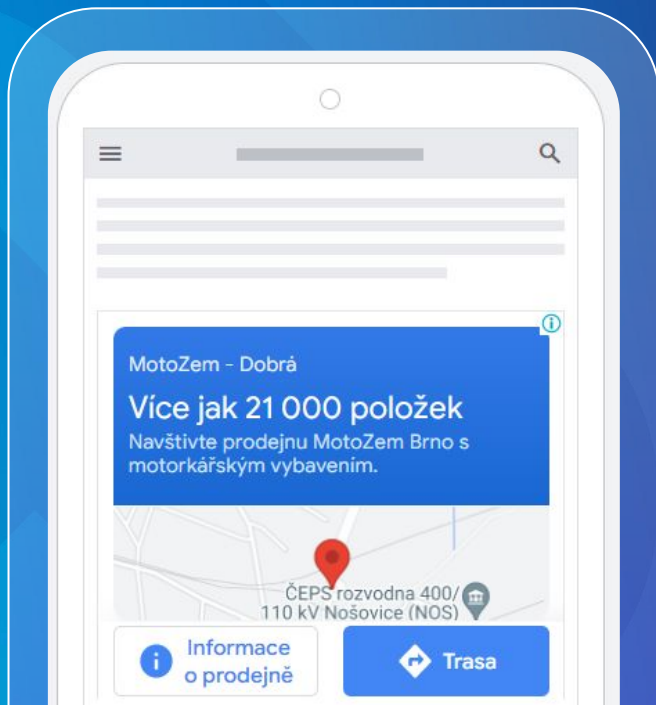 MotoZem - Dobrá
Více jak 21 000 položek
Navštivte prodejnu MotoZem Brno s
motorkářským vybavením.
ČEPS rozvodna 400/
110 kV Nošovice (NOS)
Informace
o prodejně
Trasa